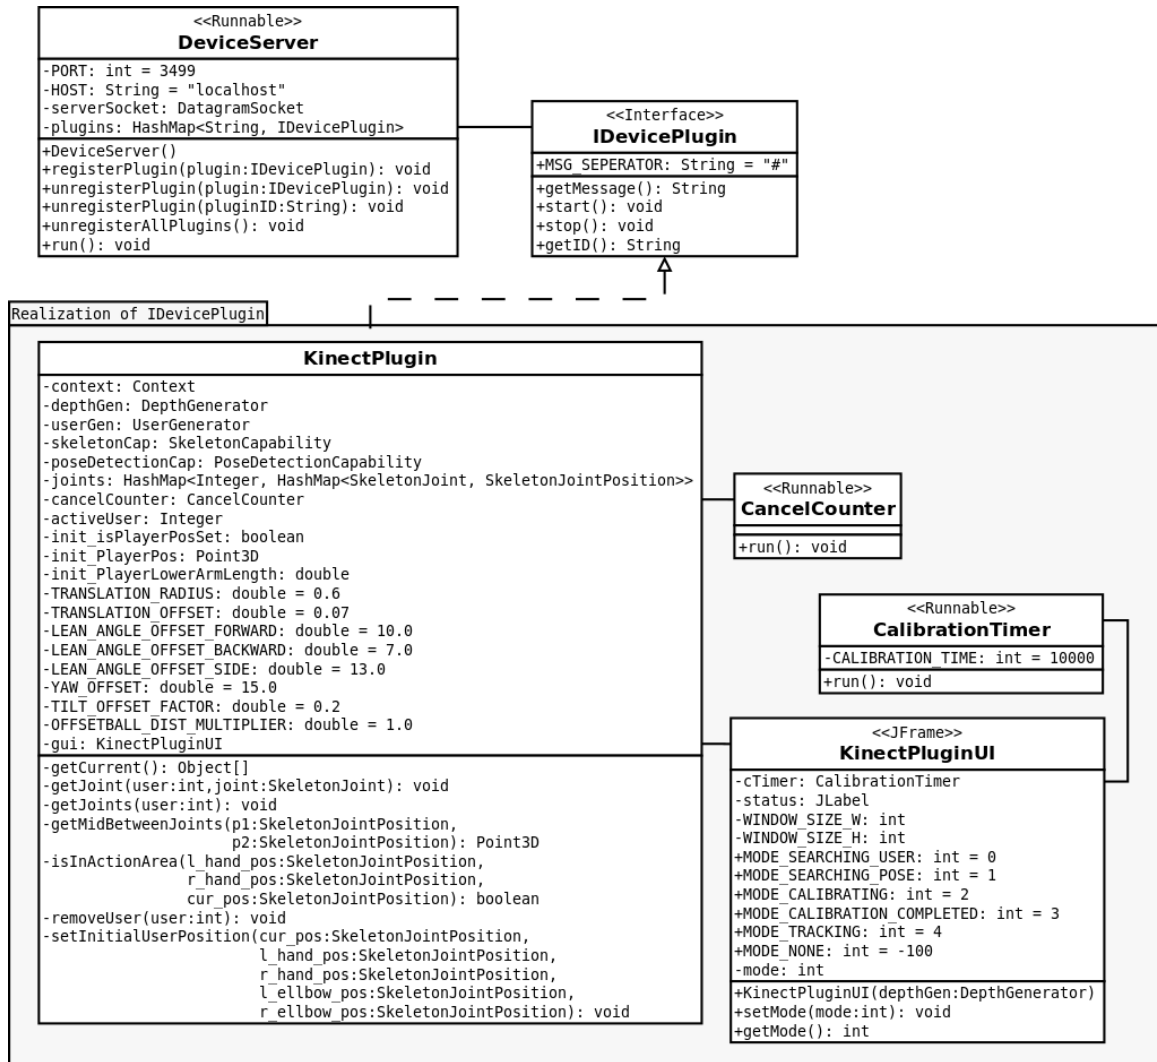 <<Runnable>>
DeviceServer
-PORT: int = 3499
-HOST: String = "localhost"
-serverSocket: DatagramSocket
-plugins: HashMap<String, IDevicePlugin>
+DeviceServer()
+registerPlugin(plugin:IDevicePlugin): void
+unregisterPlugin(plugin:IDevicePlugin): void
+unregisterPlugin(pluginID:String): void
+unregisterAllPlugins(): void
+run(): void
<<Interface>>
IDevicePlugin
+MSG_SEPERATOR: String = "#"
+getMessage(): String
+start(): void
+stop(): void
+getID(): String
Realization of IDevicePlugin
KinectPlugin
-context: Context
-depthGen: DepthGenerator
-userGen: UserGenerator
-skeletonCap: SkeletonCapability
-poseDetectionCap: PoseDetectionCapability
-joints: HashMap<Integer, HashMap<SkeletonJoint, SkeletonJointPosition>>
-cancelCounter: CancelCounter
-activeUser: Integer
-init_isPlayerPosSet: boolean
-init_PlayerPos: Point3D
-init_PlayerLowerArmLength: double
-TRANSLATION_RADIUS: double = 0.6
-TRANSLATION_OFFSET: double = 0.07
-LEAN_ANGLE_OFFSET_FORWARD: double = 10.0
-LEAN_ANGLE_OFFSET_BACKWARD: double = 7.0
-LEAN_ANGLE_OFFSET_SIDE: double = 13.0
-YAW_OFFSET: double = 15.0
-TILT_OFFSET_FACTOR: double = 0.2
-OFFSETBALL_DIST_MULTIPLIER: double = 1.0
-gui: KinectPluginUI
-getCurrent(): Object[]
-getJoint(user:int,joint:SkeletonJoint): void
-getJoints(user:int): void
-getMidBetweenJoints(p1:SkeletonJointPosition,
p2:SkeletonJointPosition): Point3D
-isInActionArea(l_hand_pos:SkeletonJointPosition,
r_hand_pos:SkeletonJointPosition,
cur_pos:SkeletonJointPosition): boolean
-removeUser(user:int): void
-setInitialUserPosition(cur_pos:SkeletonJointPosition,
l_hand_pos:SkeletonJointPosition,
r_hand_pos:SkeletonJointPosition,
l_ellbow_pos:SkeletonJointPosition,
r_ellbow_pos:SkeletonJointPosition): void
<<Runnable>>
CancelCounter
+run(): void
<<Runnable>>
CalibrationTimer
-CALIBRATION_TIME: int = 10000
+run(): void
<<JFrame>>
KinectPluginUI
-cTimer: CalibrationTimer
-status: JLabel
-WINDOW_SIZE_W: int
-WINDOW_SIZE_H: int
+MODE_SEARCHING_USER: int = 0
+MODE_SEARCHING_POSE: int = 1
+MODE_CALIBRATING: int = 2
+MODE_CALIBRATION_COMPLETED: int = 3
+MODE_TRACKING: int = 4
+MODE_NONE: int = -100
-mode: int
+KinectPluginUI(depthGen:DepthGenerator)
+setMode(mode:int): void
+getMode(): int